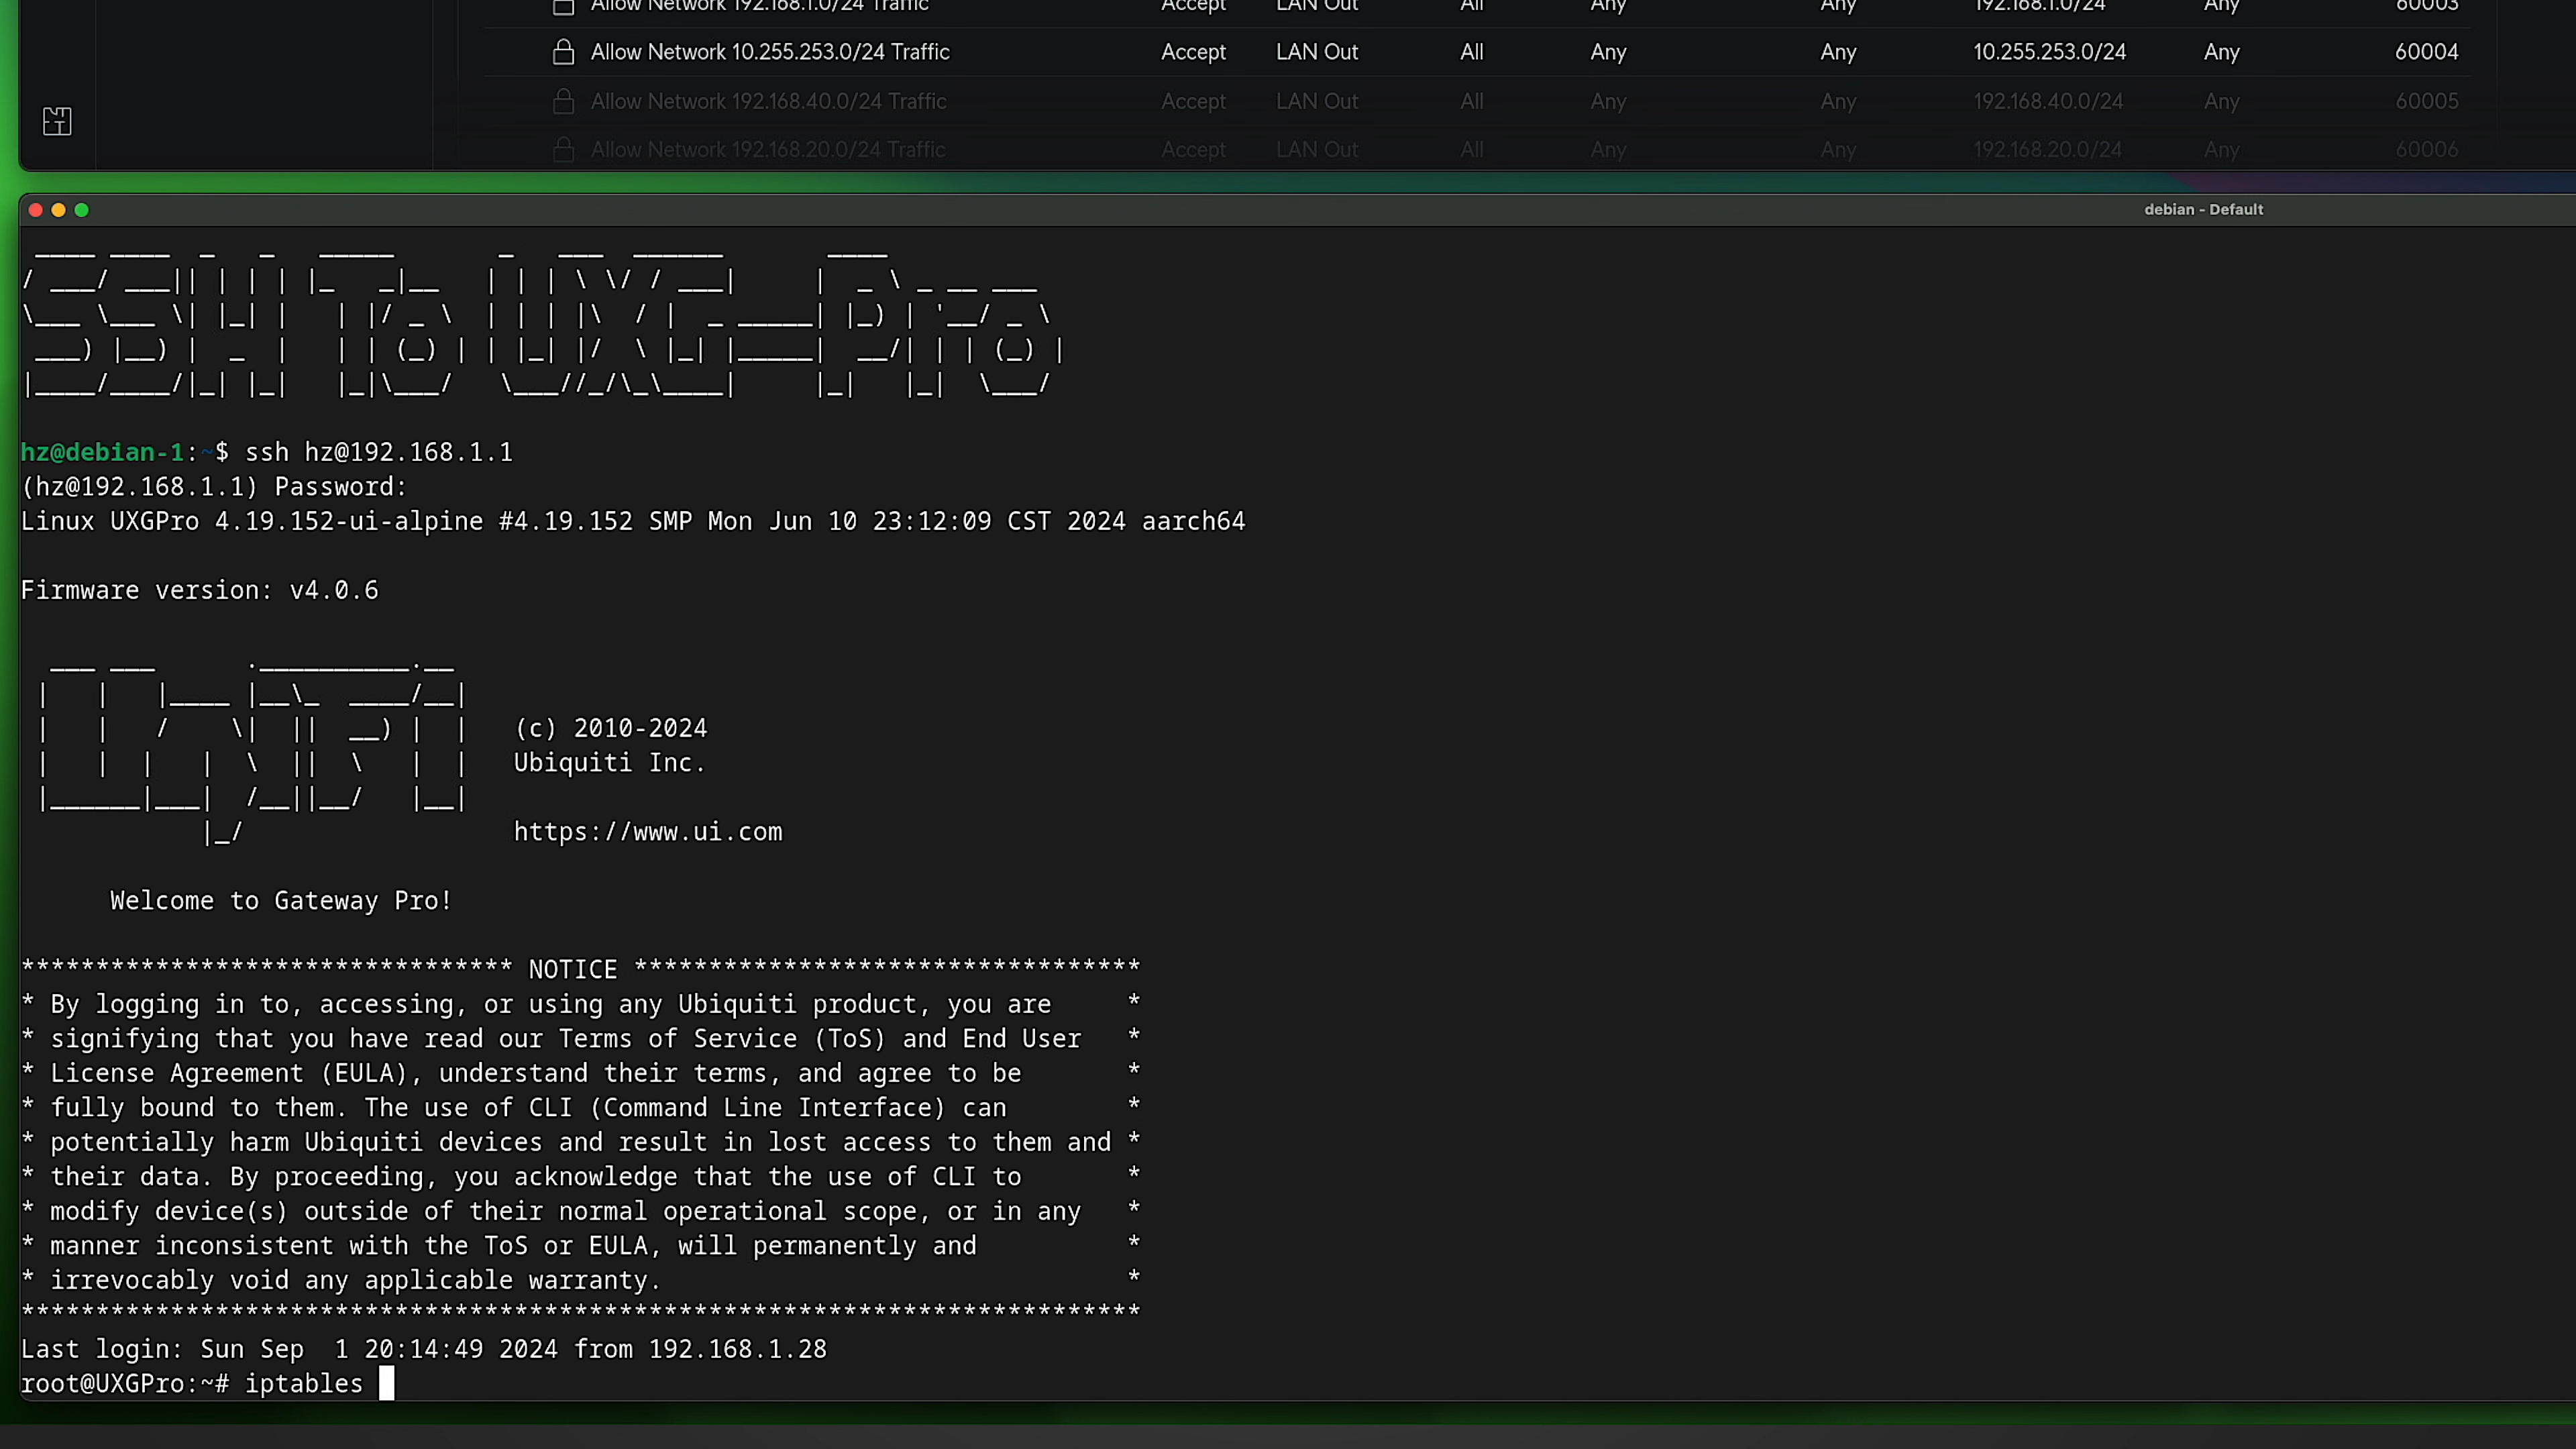 Allow Network 192.168.1.0/24 Traffic Accept LAN Out All Any Any 192.168.1.0/24 Any 60003
Allow Network 10.255.253.0/24 Traffic Accept LAN Out All Any Any 10.255.253.0/24 Any 60004
Allow Network 192.168.40.0/24 Traffic Accept LAN Out All Any Any 192.168.40.0/24 Any 60005
Allow Network 192.168.20.0/24 Traffic Accept LAN Out All Any Any 192.168.20.0/24 Any 60006
debian - Default
SSH To UXG-Pro
hz@debian-1:~$ ssh hz@192.168.1.1
(hz@192.168.1.1) Password:
Linux UXGPro 4.19.152-ui-alpine #4.19.152 SMP Mon Jun 10 23:12:09 CST 2024 aarch64
Firmware version: v4.0.6
UniFi
(c) 2010-2024
Ubiquiti Inc.
https://www.ui.com
Welcome to Gateway Pro!
********************************* NOTICE **********************************
* By logging in to, accessing, or using any Ubiquiti product, you are *
* signifying that you have read our Terms of Service (ToS) and End User *
* License Agreement (EULA), understand their terms, and agree to be *
* fully bound to them. The use of CLI (Command Line Interface) can *
* potentially harm Ubiquiti devices and result in lost access to them and *
* their data. By proceeding, you acknowledge that the use of CLI to *
* modify device(s) outside of their normal operational scope, or in any *
* manner inconsistent with the ToS or EULA, will permanently and *
* irrevocably void any applicable warranty. *
***************************************************************************
Last login: Sun Sep  1 20:14:49 2024 from 192.168.1.28
root@UXGPro:~# iptables